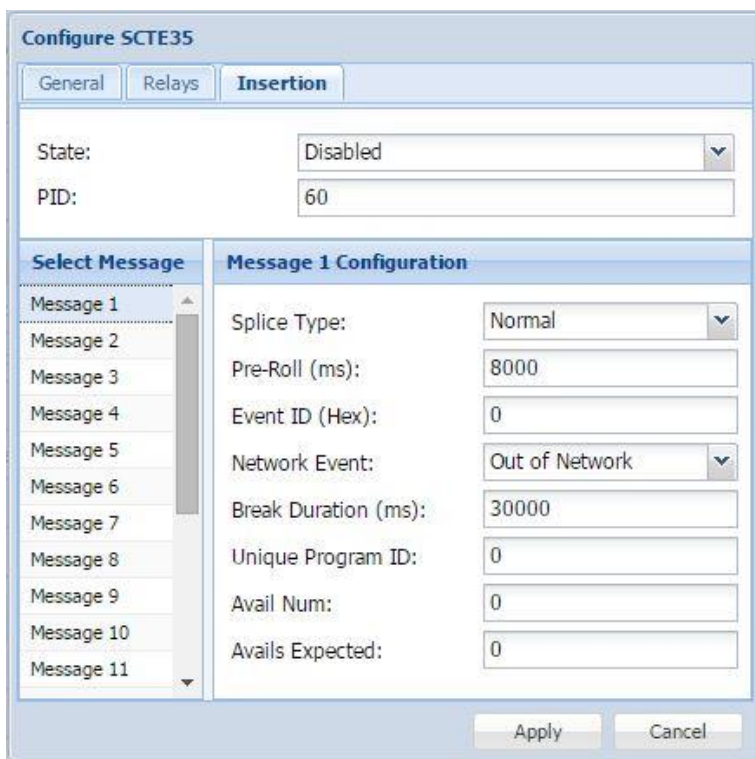 Configure SCTE35
General Relays Insertion
State: Disabled
PID: 60
Select Message
Message 1
Message 2
Message 3
Message 4
Message 5
Message 6
Message 7
Message 8
Message 9
Message 10
Message 11
Message 1 Configuration
Splice Type: Normal
Pre-Roll (ms): 8000
Event ID (Hex): 0
Network Event: Out of Network
Break Duration (ms): 30000
Unique Program ID: 0
Avail Num: 0
Avails Expected: 0
Apply Cancel